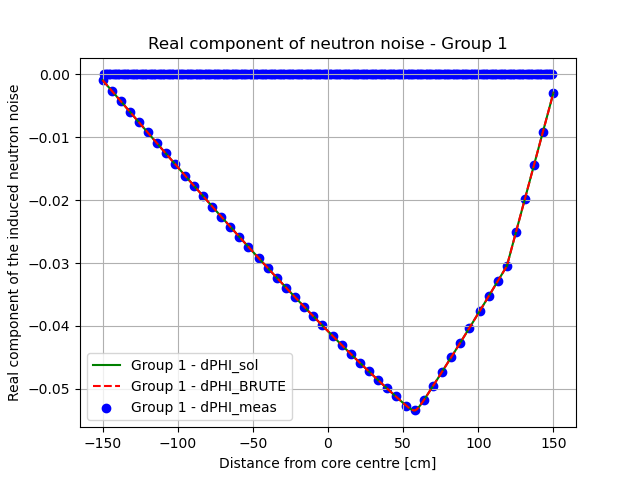 Real component of neutron noise - Group 1
Real component of the induced neutron noise
0.00
−0.01
−0.02
−0.03
−0.04
−0.05
Group 1 - dPHI_sol
Group 1 - dPHI_BRUTE
Group 1 - dPHI_meas
−150
−100
−50
0
50
100
150
Distance from core centre [cm]